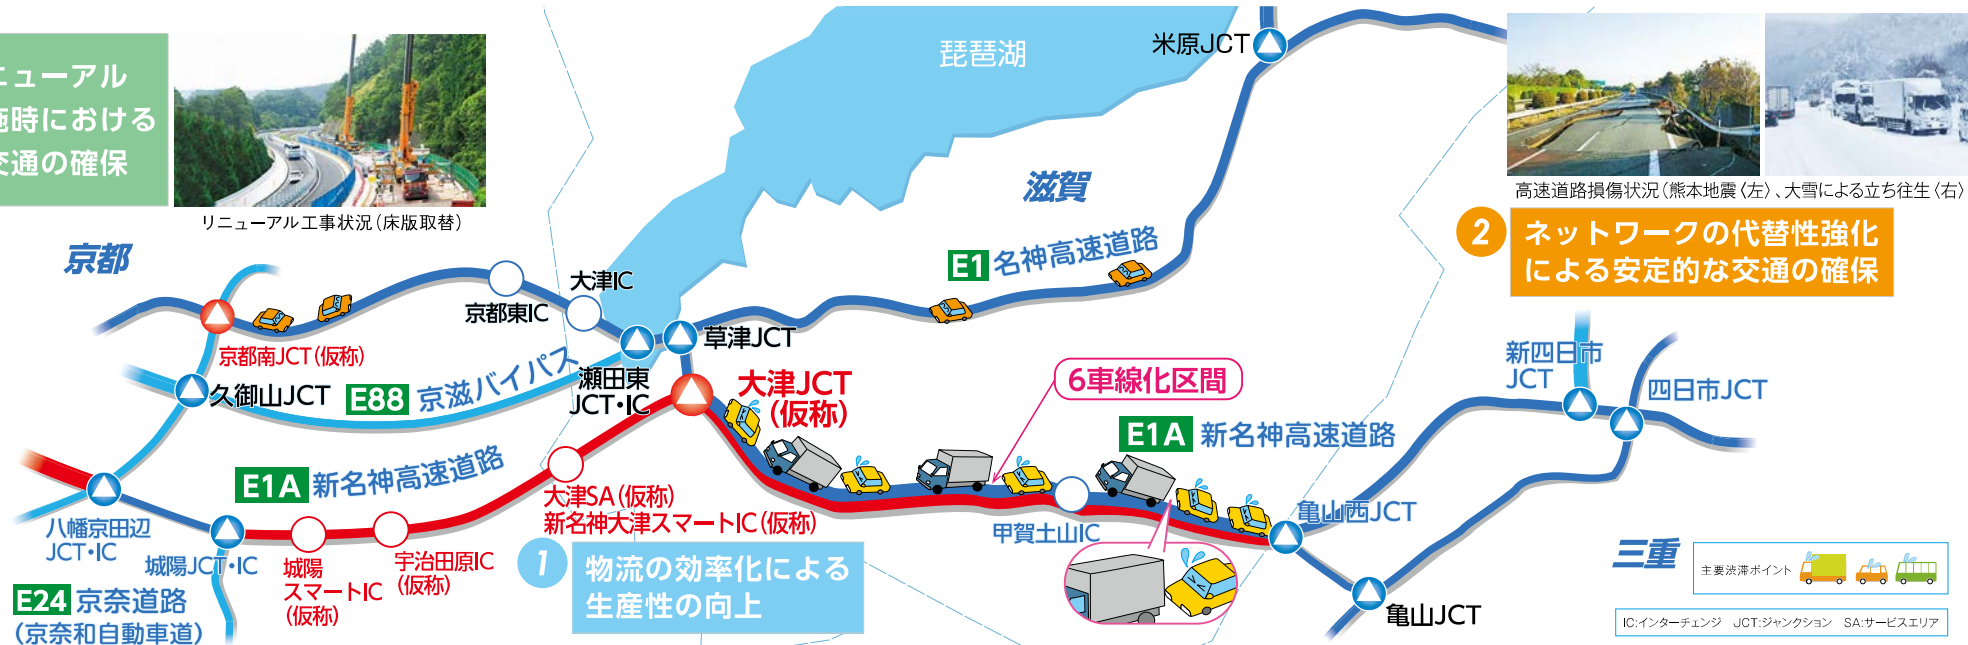 ニューアル
施時における
交通の確保
リニューアル工事状況（床版取替）
琵琶湖
米原JCT
高速道路損傷状況（熊本地震〈左〉、大雪による立ち往生〈右〉
2
ネットワークの代替性強化
による安定的な交通の確保
滋賀
京都
E1 名神高速道路
大津IC
京都東IC
京都南JCT（仮称）
草津JCT
久御山JCT
E88 京滋バイパス
瀬田東
JCT・IC
大津JCT
（仮称）
6車線化区間
E1A 新名神高速道路
新四日市
JCT
四日市JCT
E1A 新名神高速道路
大津SA（仮称）
新名神大津スマートIC（仮称）
甲賀土山IC
亀山西JCT
八幡京田辺
JCT・IC
城陽JCT・IC
城陽
スマートIC
（仮称）
宇治田原IC
（仮称）
1
物流の効率化による
生産性の向上
E24 京奈道路
（京奈和自動車道）
亀山JCT
三重
主要渋滞ポイント
IC:インターチェンジ JCT:ジャンクション SA:サービスエリア